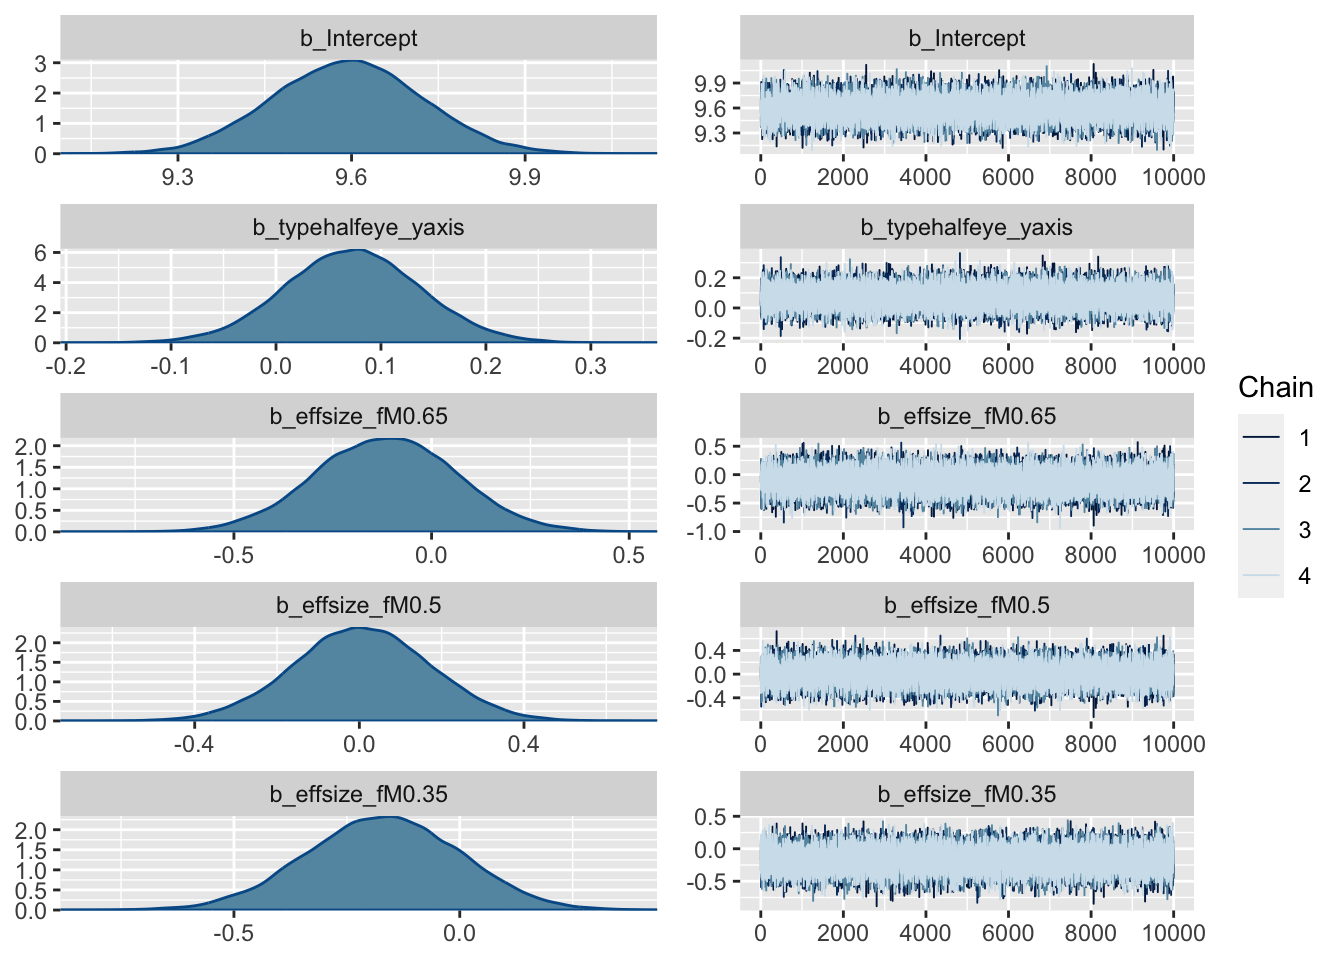 b_Intercept
3
2
1
0
9.3 9.6 9.9
b_Intercept
9.9
9.6
9.3
0 2000 4000 6000 8000 10000
b_typehalfeye_yaxis
6
4
2
0
-0.2 -0.1 0.0 0.1 0.2 0.3
b_typehalfeye_yaxis
0.2
0.0
-0.2
0 2000 4000 6000 8000 10000
b_effsize_fM0.65
2.0
1.5
1.0
0.5
0.0
-0.5 0.0 0.5
b_effsize_fM0.65
0.5
0.0
-0.5
-1.0
0 2000 4000 6000 8000 10000
b_effsize_fM0.5
2.0
1.5
1.0
0.5
0.0
-0.4 0.0 0.4
b_effsize_fM0.5
0.4
0.0
-0.4
0 2000 4000 6000 8000 10000
b_effsize_fM0.35
2.0
1.5
1.0
0.5
0.0
-0.5 0.0
b_effsize_fM0.35
0.5
0.0
-0.5
0 2000 4000 6000 8000 10000
Chain
1
2
3
4